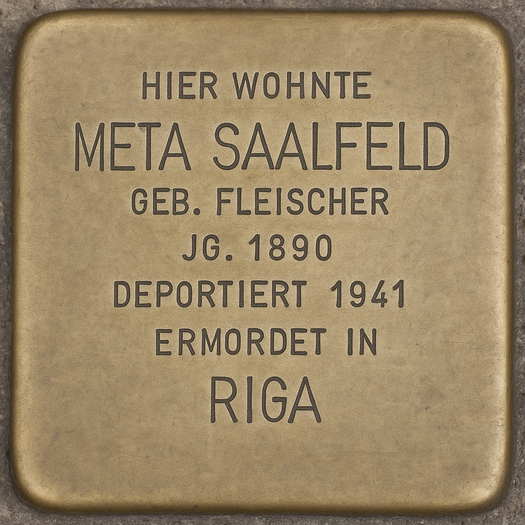 HIER WOHNTE
META SAALFELD
GEB. FLEISCHER
JG. 1890
DEPORTIERT 1941
ERMORDET IN
RIGA